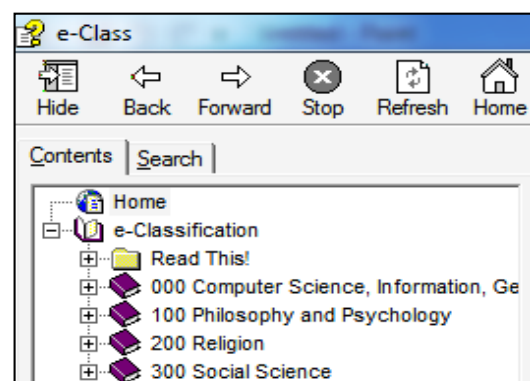 e-Class
Hide Back Forward Stop Refresh Home
Contents Search
Home
e-Classification
Read This!
000 Computer Science, Information, Ge
100 Philosophy and Psychology
200 Religion
300 Social Science